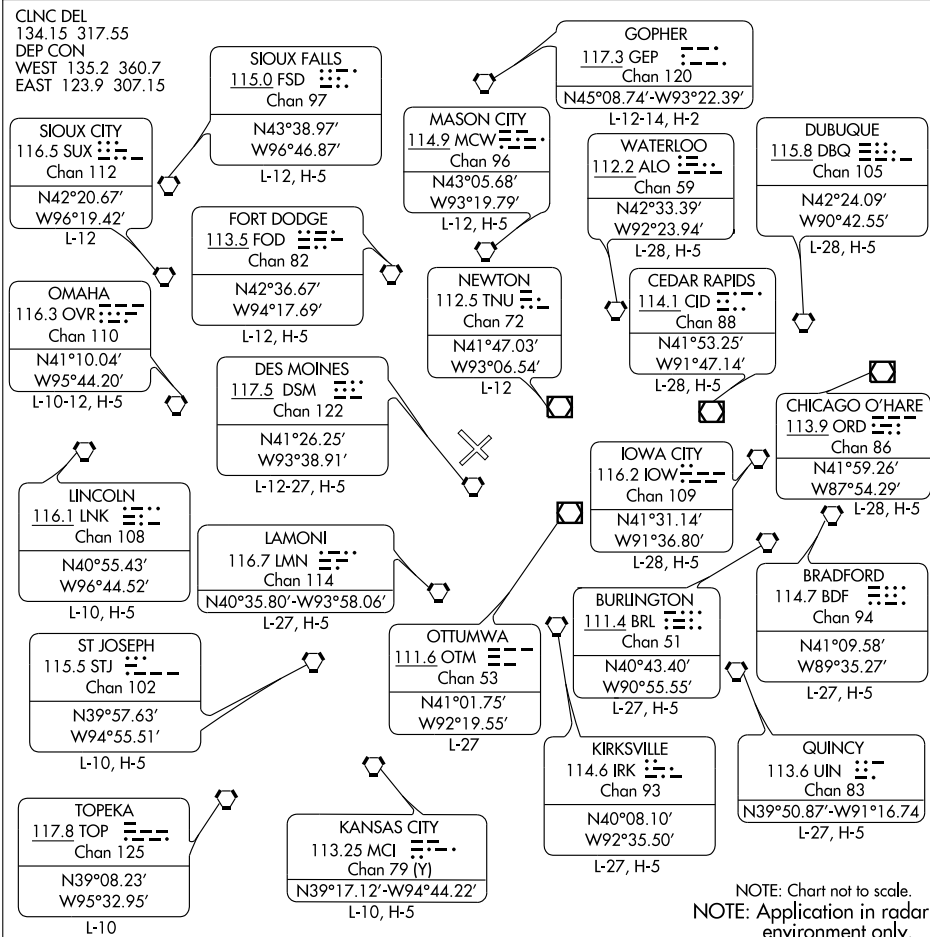 CLNC DEL
134.15 317.55
DEP CON
WEST 135.2 360.7
EAST 123.9 307.15
SIOUX FALLS
115.0 FSD
Chan 97
N43°38.97′
W96°46.87′
L-12, H-5
GOPHER
117.3 GEP
Chan 120
N45°08.74′-W93°22.39′
L-12-14, H-2
SIOUX CITY
116.5 SUX
Chan 112
N42°20.67′
W96°19.42′
L-12
MASON CITY
114.9 MCW
Chan 96
N43°05.68′
W93°19.79′
L-12, H-5
WATERLOO
112.2 ALO
Chan 59
N42°33.39′
W92°23.94′
L-28, H-5
DUBUQUE
115.8 DBQ
Chan 105
N42°24.09′
W90°42.55′
L-28, H-5
FORT DODGE
113.5 FOD
Chan 82
N42°36.67′
W94°17.69′
L-12, H-5
OMAHA
116.3 OVR
Chan 110
N41°10.04′
W95°44.20′
L-10-12, H-5
NEWTON
112.5 TNU
Chan 72
N41°47.03′
W93°06.54′
L-12
CEDAR RAPIDS
114.1 CID
Chan 88
N41°53.25′
W91°47.14′
L-28, H-5
DES MOINES
117.5 DSM
Chan 122
N41°26.25′
W93°38.91′
L-12-27, H-5
CHICAGO O'HARE
113.9 ORD
Chan 86
N41°59.26′
W87°54.29′
L-28, H-5
IOWA CITY
116.2 IOW
Chan 109
N41°31.14′
W91°36.80′
L-28, H-5
LINCOLN
116.1 LNK
Chan 108
N40°55.43′
W96°44.52′
L-10, H-5
LAMONI
116.7 LMN
Chan 114
N40°35.80′-W93°58.06′
L-27, H-5
BRADFORD
114.7 BDF
Chan 94
N41°09.58′
W89°35.27′
L-27, H-5
BURLINGTON
111.4 BRL
Chan 51
N40°43.40′
W90°55.55′
L-27, H-5
OTTUMWA
111.6 OTM
Chan 53
N41°01.75′
W92°19.55′
L-27
ST JOSEPH
115.5 STJ
Chan 102
N39°57.63′
W94°55.51′
L-10, H-5
KIRKSVILLE
114.6 IRK
Chan 93
N40°08.10′
W92°35.50′
L-27, H-5
QUINCY
113.6 UIN
Chan 83
N39°50.87′-W91°16.74
L-27, H-5
TOPEKA
117.8 TOP
Chan 125
N39°08.23′
W95°32.95′
L-10
KANSAS CITY
113.25 MCI
Chan 79 (Y)
N39°17.12′-W94°44.22′
L-10, H-5
NOTE: Chart not to scale.
NOTE: Application in radar
environment only.